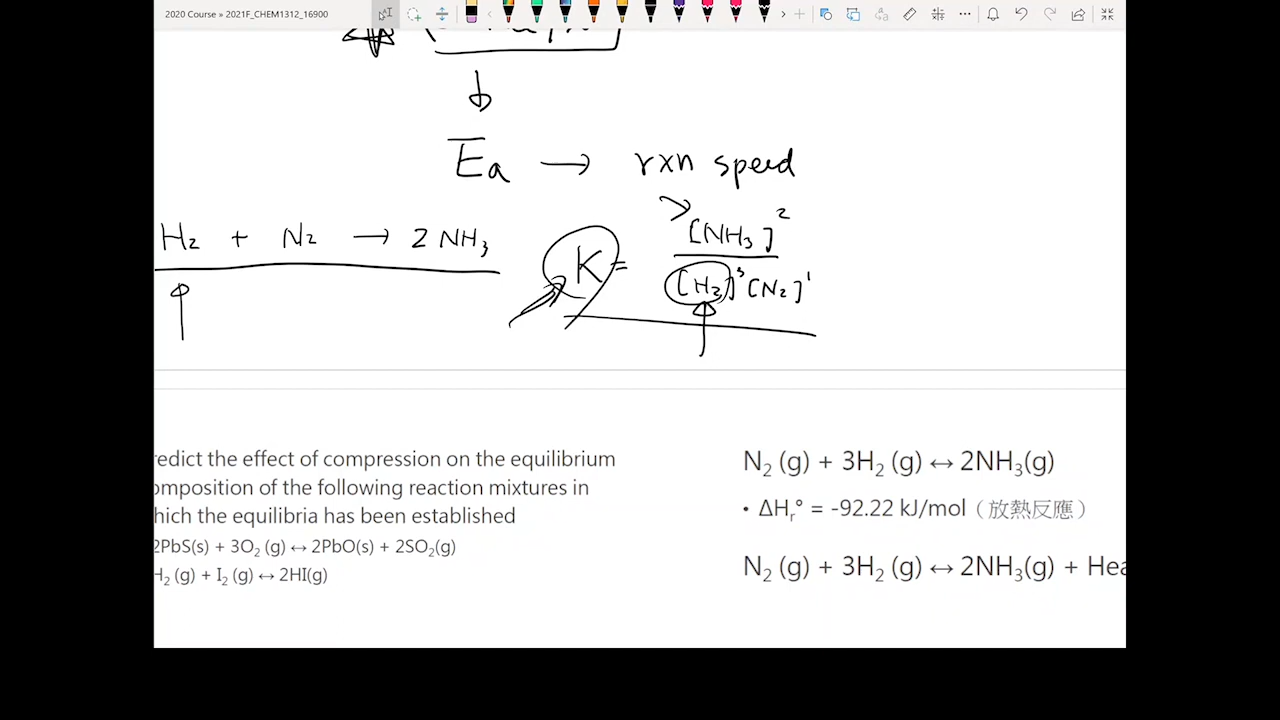 2020 Course » 2021F_CHEM1312_16900
Ea → rxn speed
H₂ + N₂ → 2 NH₃
K = [NH₃]² / [H₂]³[N₂]¹
redict the effect of compression on the equilibrium
omposition of the following reaction mixtures in
hich the equilibria has been established
2PbS(s) + 3O₂ (g) ↔ 2PbO(s) + 2SO₂(g)
H₂ (g) + I₂ (g) ↔ 2HI(g)
N₂ (g) + 3H₂ (g) ↔ 2NH₃(g)
• ΔHᵣ° = -92.22 kJ/mol（放熱反應）
N₂ (g) + 3H₂ (g) ↔ 2NH₃(g) + Hea